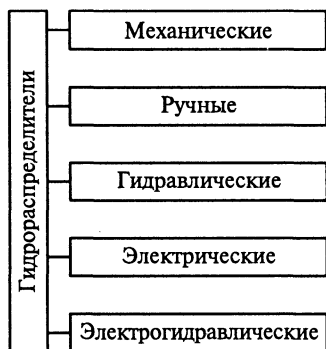 Гидрораспределители
Механические
Ручные
Гидравлические
Электрические
Электрогидравлические